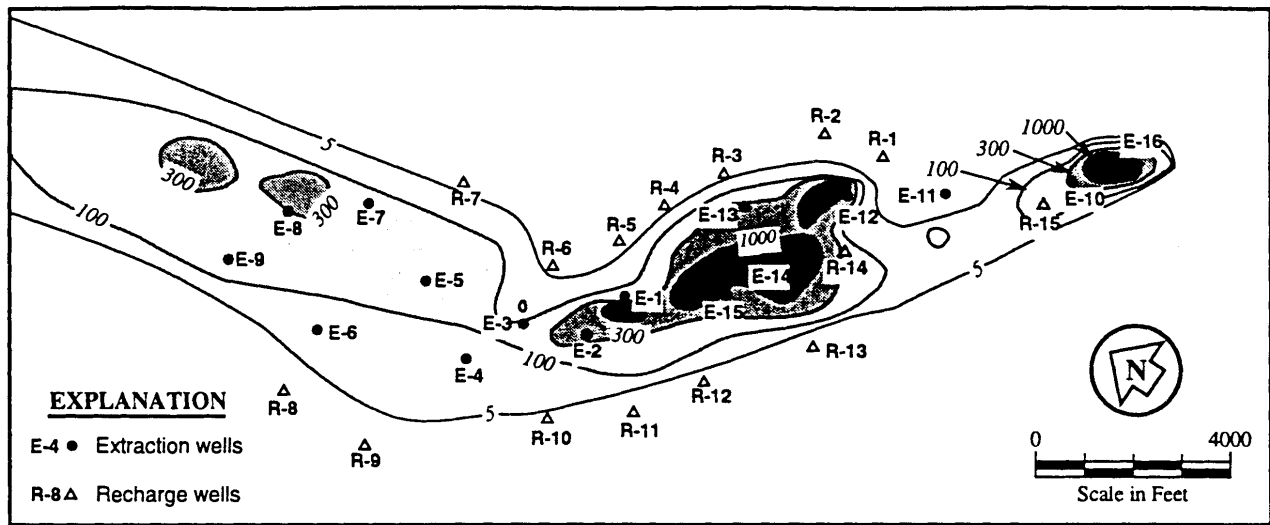 R-2
1000
5
R-1
E-16
300
R-3
100
300
R-7
E-11
R-4
E-10
300
E-7
E-13
E-12
R-15
E-8
R-5
1000
R-6
R-14
E-9
E-14
E-5
5
0
E-1
E-15
E-3
300
E-6
E-2
100
100
R-13
E-4
R-12
EXPLANATION
R-8
5
R-10
R-11
N
E-4 Extraction wells
R-9
0 4000
R-8 Recharge wells
Scale in Feet